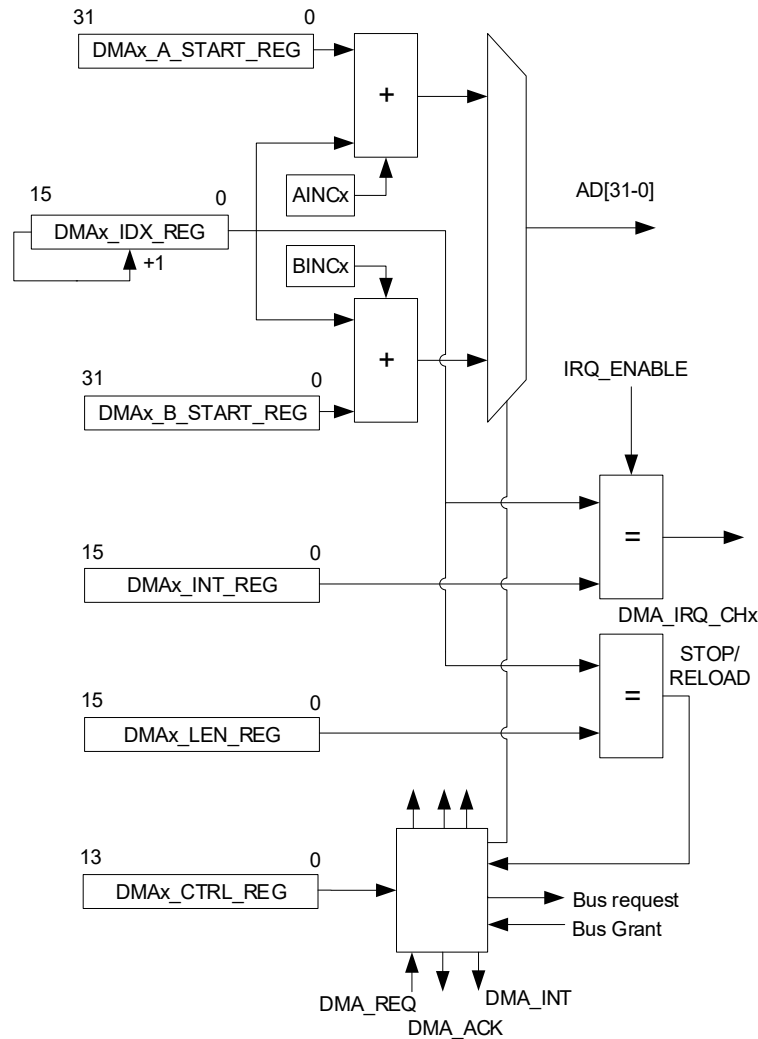 31 0
DMAx_A_START_REG
+
AINCx
15 0
DMAx_IDX_REG
+1
AD[31-0]
BINCx
+
31 0
DMAx_B_START_REG
IRQ_ENABLE
=
15 0
DMAx_INT_REG
DMA_IRQ_CHx
STOP/
RELOAD
=
15 0
DMAx_LEN_REG
13 0
DMAx_CTRL_REG
Bus request
Bus Grant
DMA_REQ
DMA_INT
DMA_ACK